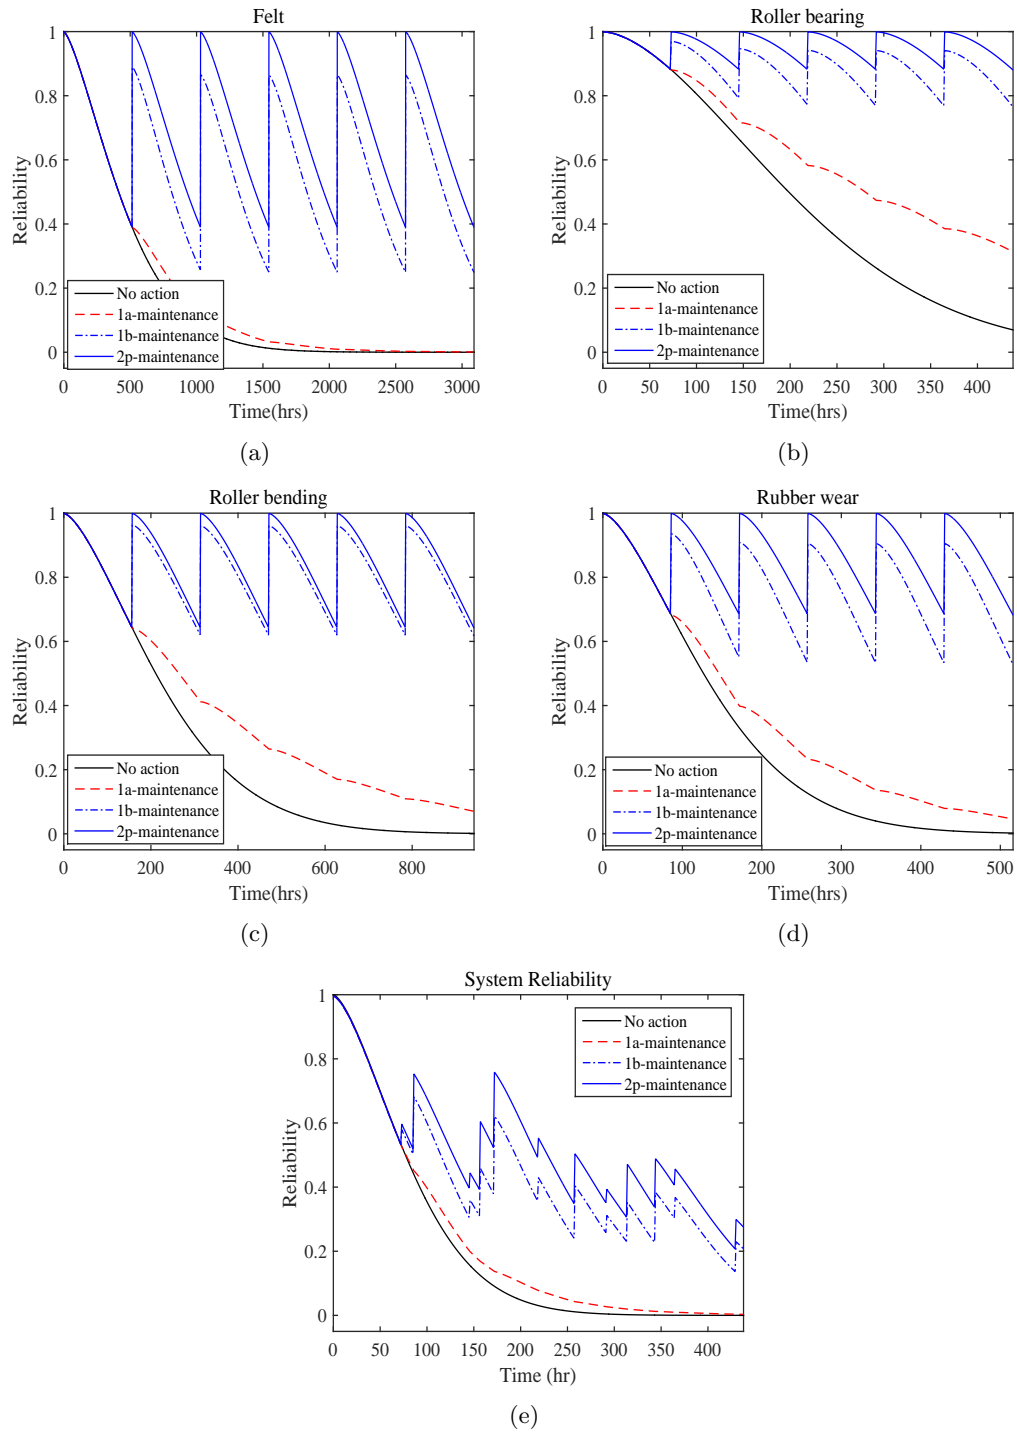 Felt
Reliability
1
0.8
0.6
0.4
0.2
0
No action
1a-maintenance
1b-maintenance
2p-maintenance
0 500 1000 1500 2000 2500 3000
Time(hrs)
(a)
Roller bearing
Reliability
1
0.8
0.6
0.4
0.2
0
No action
1a-maintenance
1b-maintenance
2p-maintenance
0 50 100 150 200 250 300 350 400
Time(hrs)
(b)
Roller bending
Reliability
1
0.8
0.6
0.4
0.2
0
No action
1a-maintenance
1b-maintenance
2p-maintenance
0 200 400 600 800
Time(hrs)
(c)
Rubber wear
Reliability
1
0.8
0.6
0.4
0.2
0
No action
1a-maintenance
1b-maintenance
2p-maintenance
0 100 200 300 400 500
Time(hrs)
(d)
System Reliability
Reliability
1
0.8
0.6
0.4
0.2
0
No action
1a-maintenance
1b-maintenance
2p-maintenance
0 50 100 150 200 250 300 350 400
Time (hr)
(e)